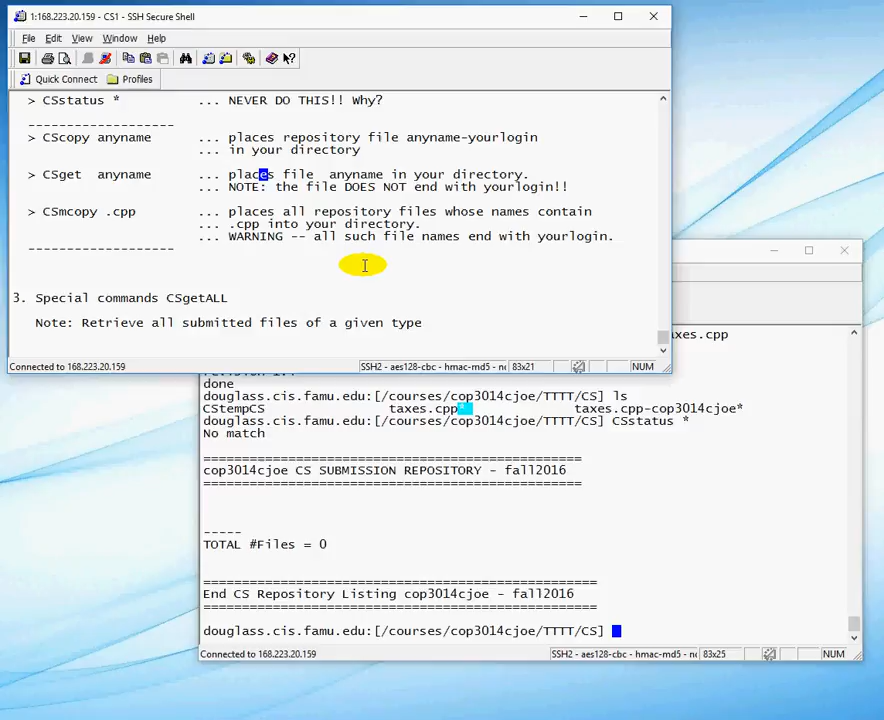 1:168.223.20.159 - CS1 - SSH Secure Shell
File Edit View Window Help
Quick Connect Profiles
> CSstatus * ... NEVER DO THIS!! Why?
-------------------
> CScopy anyname ... places repository file anyname-yourlogin
... in your directory
> CSget anyname ... places file anyname in your directory.
... NOTE: the file DOES NOT end with yourlogin!!
> CSmcopy .cpp ... places all repository files whose names contain
... .cpp into your directory.
... WARNING -- all such file names end with yourlogin.
-------------------
3. Special commands CSgetALL
Note: Retrieve all submitted files of a given type
Connected to 168.223.20.159 SSH2 - aes128-cbc - hmac-md5 - nc 83x21 NUM
axes.cpp
done
douglass.cis.famu.edu:[/courses/cop3014cjoe/TTTT/CS] ls
CStempCS taxes.cpp* taxes.cpp-cop3014cjoe*
douglass.cis.famu.edu:[/courses/cop3014cjoe/TTTT/CS] CSstatus *
No match
=================================================
cop3014cjoe CS SUBMISSION REPOSITORY - fall2016
=================================================
-----
TOTAL #Files = 0
===================================================
End CS Repository Listing cop3014cjoe - fall2016
===================================================
douglass.cis.famu.edu:[/courses/cop3014cjoe/TTTT/CS]
Connected to 168.223.20.159 SSH2 - aes128-cbc - hmac-md5 - nc 83x25 NUM